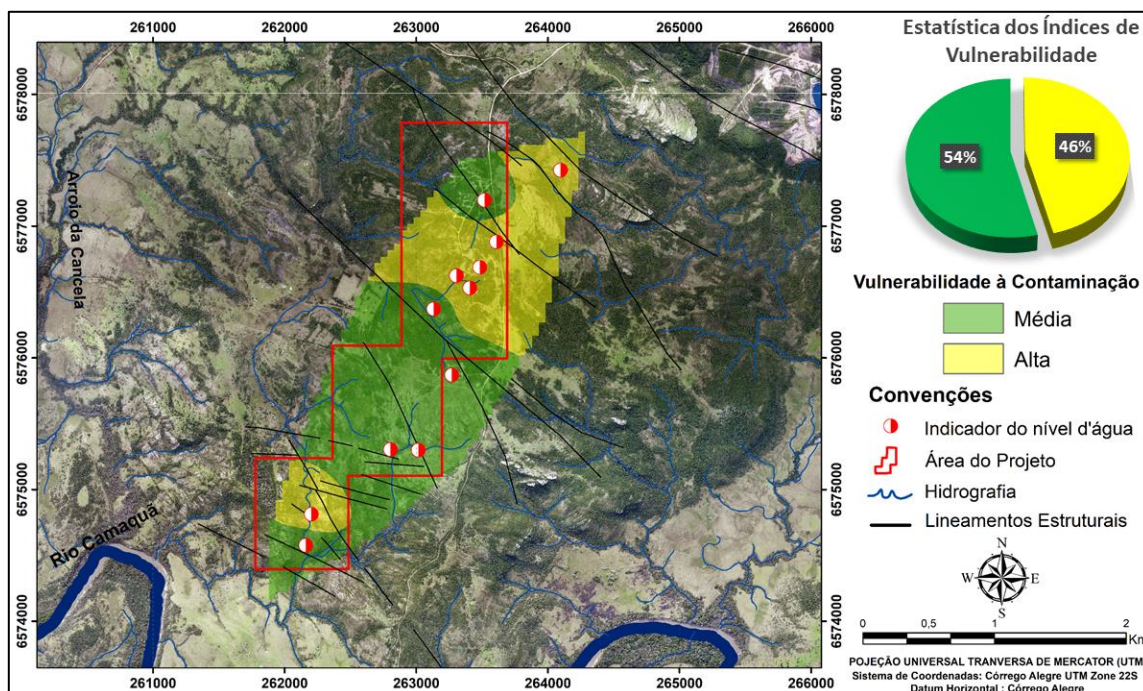 261000 262000 263000 264000 265000 266000
6578000
6577000
6576000
6575000
6574000
6578000
6577000
6576000
6575000
6574000
Arroio da Cancela
Rio Camaquã
261000 262000 263000 264000 265000 266000
Estatística dos Índices de
Vulnerabilidade
54%
46%
Vulnerabilidade à Contaminação
Média
Alta
Convenções
Indicador do nível d'água
Área do Projeto
Hidrografia
Lineamentos Estruturais
N
W E
S
0 0,5 1 2
Km
POJEÇÃO UNIVERSAL TRANVERSA DE MERCATOR (UTM
Sistema de Coordenadas: Córrego Alegre UTM Zone 22S
Datum Horizontal : Córrego Alegre